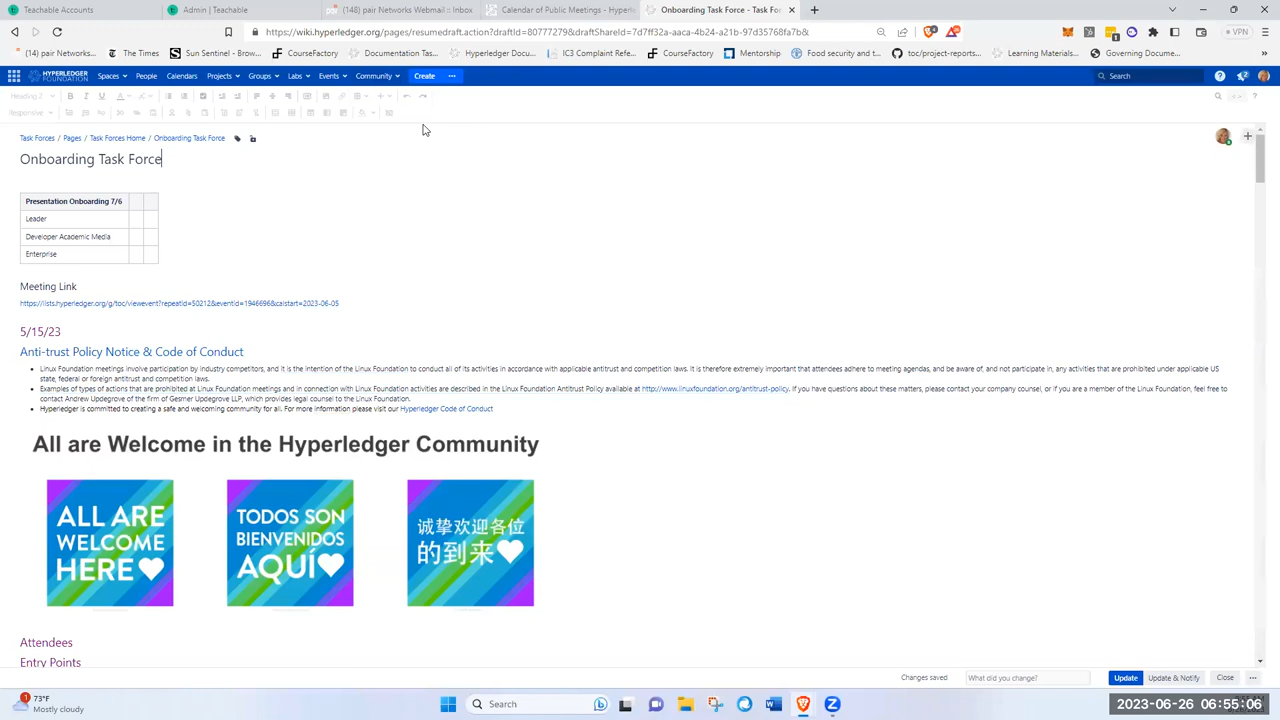 Teachable Accounts
Admin | Teachable
(148) pair Networks Webmail :: Inbox
Calendar of Public Meetings - Hyperle
Onboarding Task Force - Task For
https://wiki.hyperledger.org/pages/resumedraft.action?draftId=80777279&draftShareId=7d7ff32a-aaca-4b24-a21b-97d35768fa7b&
VPN
(14) pair Networks...
The Times
Sun Sentinel - Brow...
CourseFactory
Documentation Tas...
Hyperledger Docum...
IC3 Compliant Refe...
CourseFactory
Mentorship
Food security and t...
toc/project-reports...
Learning Materials...
Governing Docume...
HYPERLEDGER FOUNDATION
Spaces
People
Calendars
Projects
Groups
Labs
Events
Community
Create
Search
Heading 2
Responsive
Task Forces / Pages / Task Forces Home / Onboarding Task Force
Onboarding Task Force
Presentation Onboarding 7/6
Leader
Developer Academic Media
Enterprise
Meeting Link
https://lists.hyperledger.org/g/toc/viewevent?repeatid=50212&eventid=1946696&calstart=2023-06-05
5/15/23
Anti-trust Policy Notice & Code of Conduct
Linux Foundation meetings involve participation by industry competitors, and it is the intention of the Linux Foundation to conduct all of its activities in accordance with applicable antitrust and competition laws. It is therefore extremely important that attendees adhere to meeting agendas, and be aware of, and not participate in, any activities that are prohibited under applicable US
state, federal or foreign antitrust and competition laws.
Examples of types of actions that are prohibited at Linux Foundation meetings and in connection with Linux Foundation activities are described in the Linux Foundation Antitrust Policy available at http://www.linuxfoundation.org/antitrust-policy. If you have questions about these matters, please contact your company counsel, or if you are a member of the Linux Foundation, feel free to
contact Andrew Updegrove of the firm of Gesmer Updegrove LLP, which provides legal counsel to the Linux Foundation.
Hyperledger is committed to creating a safe and welcoming community for all. For more information please visit our Hyperledger Code of Conduct
All are Welcome in the Hyperledger Community
ALL ARE
WELCOME
HERE
TODOS SON
BIENVENIDOS
AQUÍ
诚挚欢迎各位
的到来
Attendees
Entry Points
Changes saved
What did you change?
Update
Update & Notify
Close
73°F
Mostly cloudy
Search
2023-06-26 06:55:06